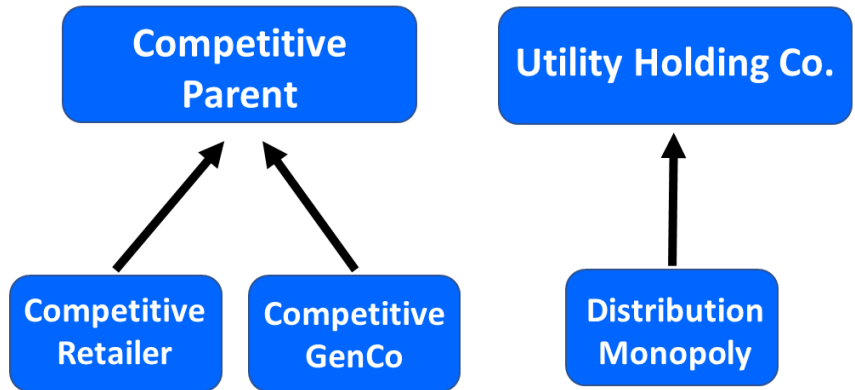 Competitive
Parent
Utility Holding Co.
Competitive
Retailer
Competitive
GenCo
Distribution
Monopoly